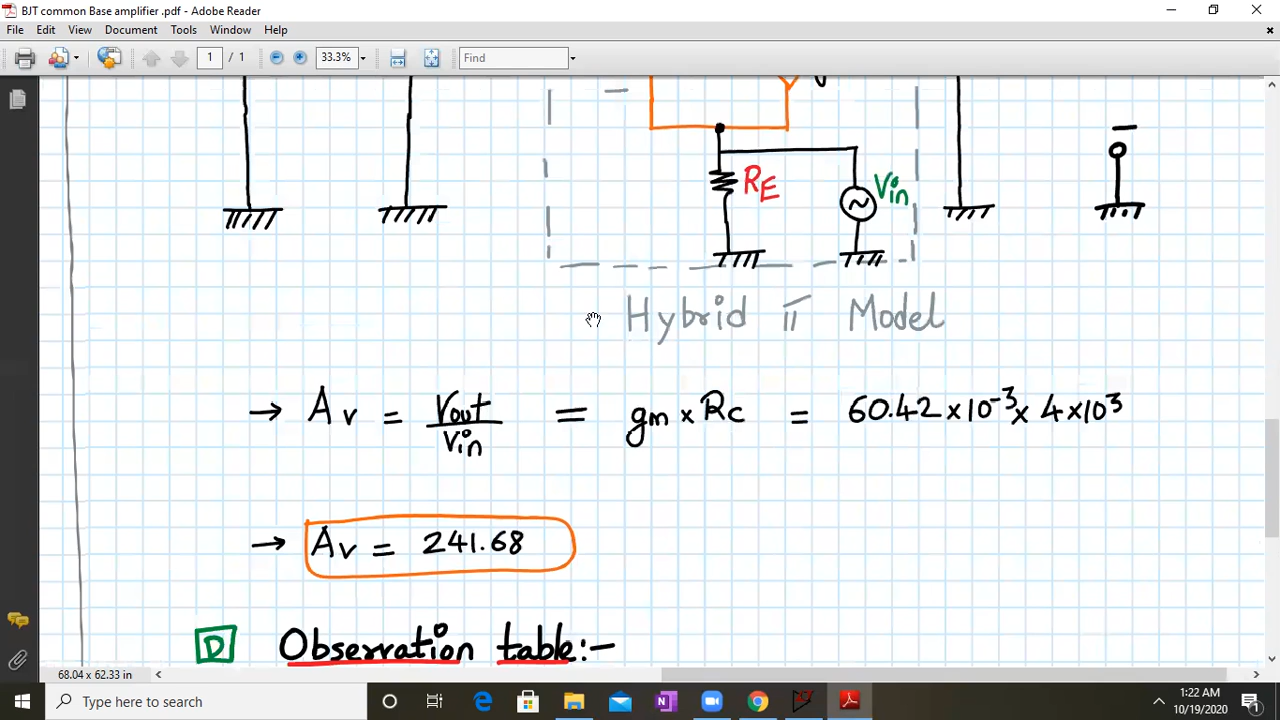 BJT common Base amplifier .pdf - Adobe Reader
File Edit View Document Tools Window Help
1 / 1 33.3% Find
RE Vin
Hybrid π Model
→ Av = Vout/Vin = gm × Rc = 60.42 × 10⁻³ × 4 × 10³
→ Av = 241.68
D Observation table:-
68.04 x 62.33 in
Type here to search
1:22 AM
10/19/2020